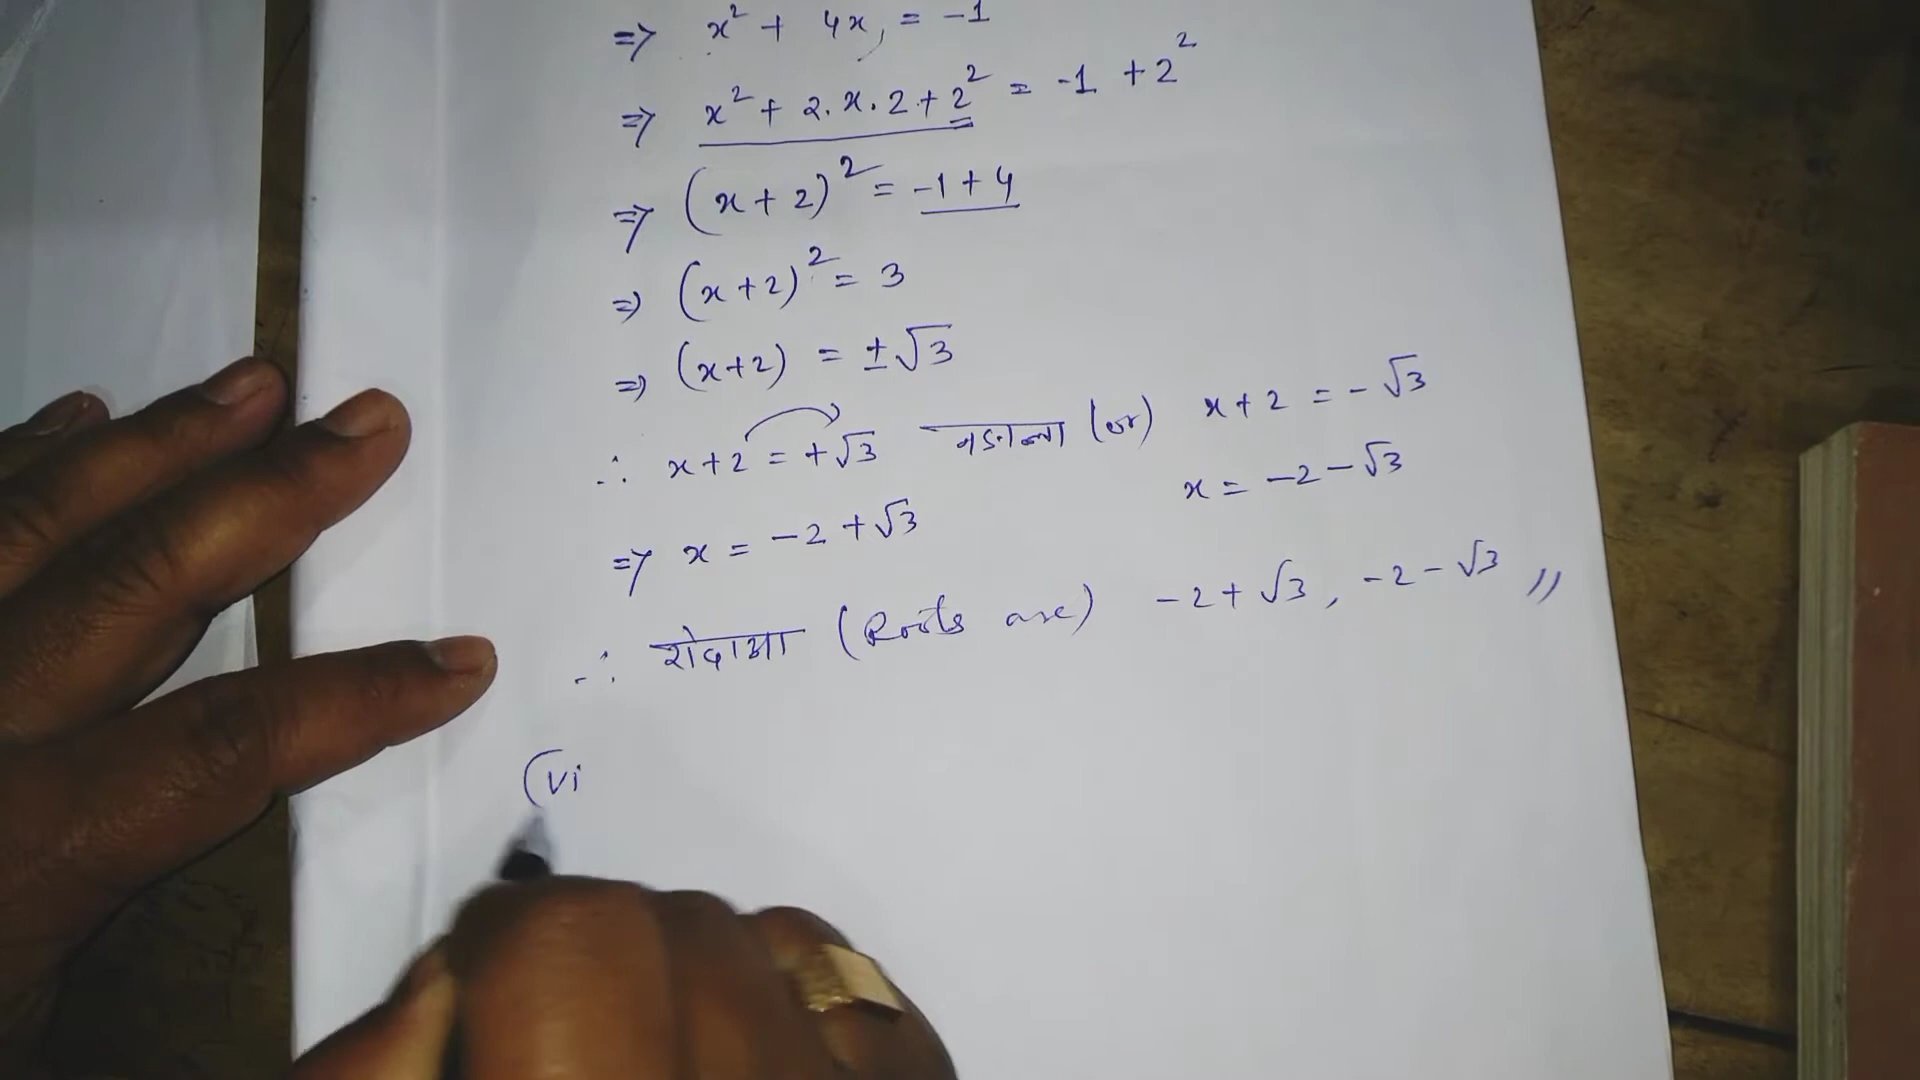 ⇒ x² + 4x, = -1
⇒ x² + 2.x.2 + 2² = -1 + 2²
⇒ (x+2)² = -1+4
⇒ (x+2)² = 3
⇒ (x+2) = ±√3
∴ x+2 = +√3 (or) x+2 = -√3
⇒ x = -2+√3 x = -2-√3
∴ (Roots are) -2+√3, -2-√3 //
(vi